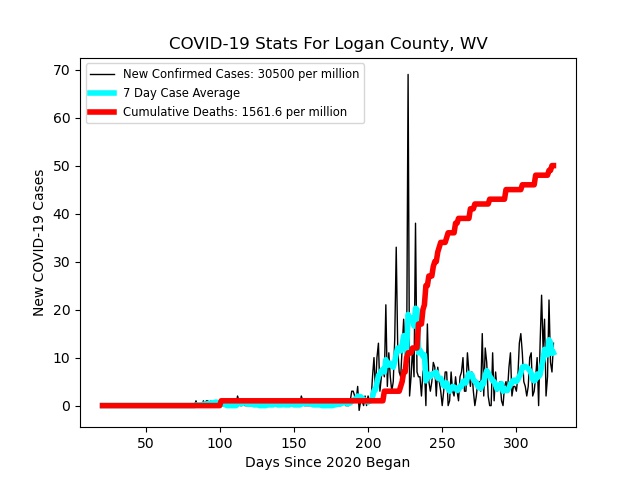 COVID-19 Stats For Logan County, WV
New Confirmed Cases: 30500 per million
7 Day Case Average
Cumulative Deaths: 1561.6 per million
New COVID-19 Cases
70
60
50
40
30
20
10
0
50 100 150 200 250 300
Days Since 2020 Began